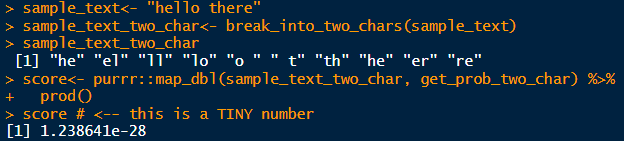 > sample_text<- "hello there"
> sample_text_two_char<- break_into_two_chars(sample_text)
> sample_text_two_char
 [1] "he" "el" "ll" "lo" "o " " t" "th" "he" "er" "re"
> score<- purrr::map_dbl(sample_text_two_char, get_prob_two_char) %>%
+   prod()
> score # <-- this is a TINY number
[1] 1.238641e-28